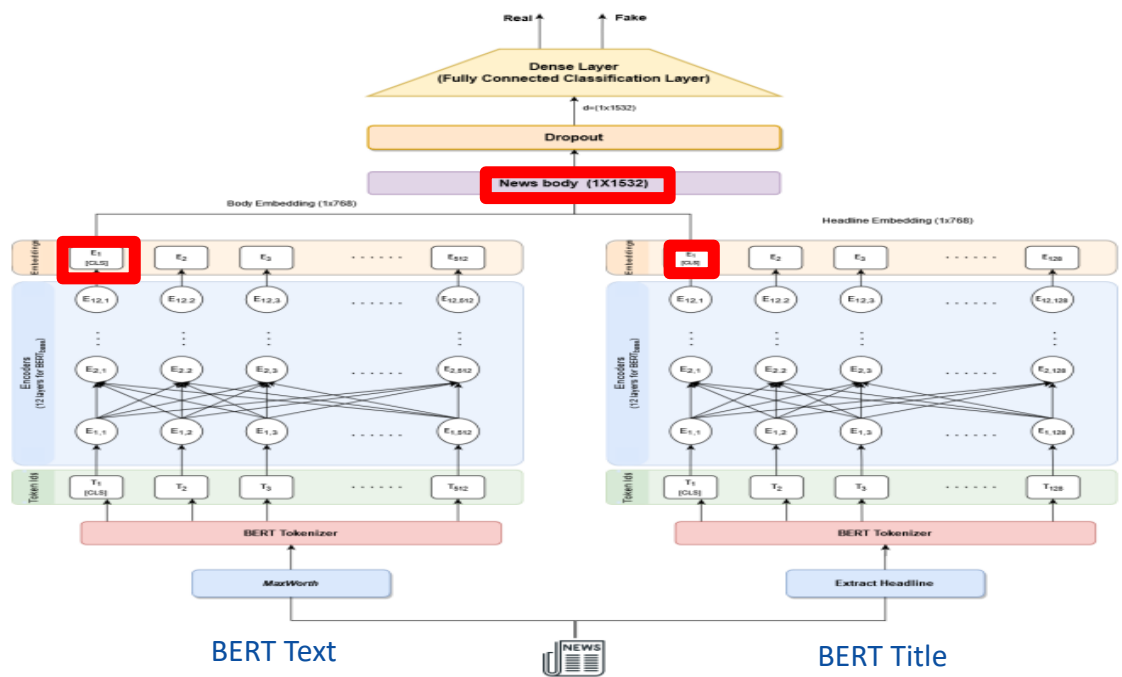 Real
Fake
Dense Layer
(Fully Connected Classification Layer)
d=(1x1532)
Dropout
News body (1X1532)
Body Embedding (1x768)
Headline Embedding (1x768)
Embeddings
E1
[CLS]
E2
E3
......
E512
Embeddings
E1
[CLS]
E2
E3
......
E128
Encoders
(12 layers for BERTbase)
E12,1
E12.2
E12,3
......
E12,512
E2,1
E2.2
E2,3
......
E2,512
E1,1
E1,2
E1,3
......
E1,512
Encoders
(12 layers for BERTbase)
E12,1
E12.2
E12,3
......
E12,128
E2,1
E2.2
E2,3
......
E2,128
E1,1
E1,2
E1,3
......
E1,128
Token Ids
T1
[CLS]
T2
T3
......
T512
Token Ids
T1
[CLS]
T2
T3
......
T128
BERT Tokenizer
BERT Tokenizer
MaxWorth
Extract Headline
BERT Text
NEWS
BERT Title